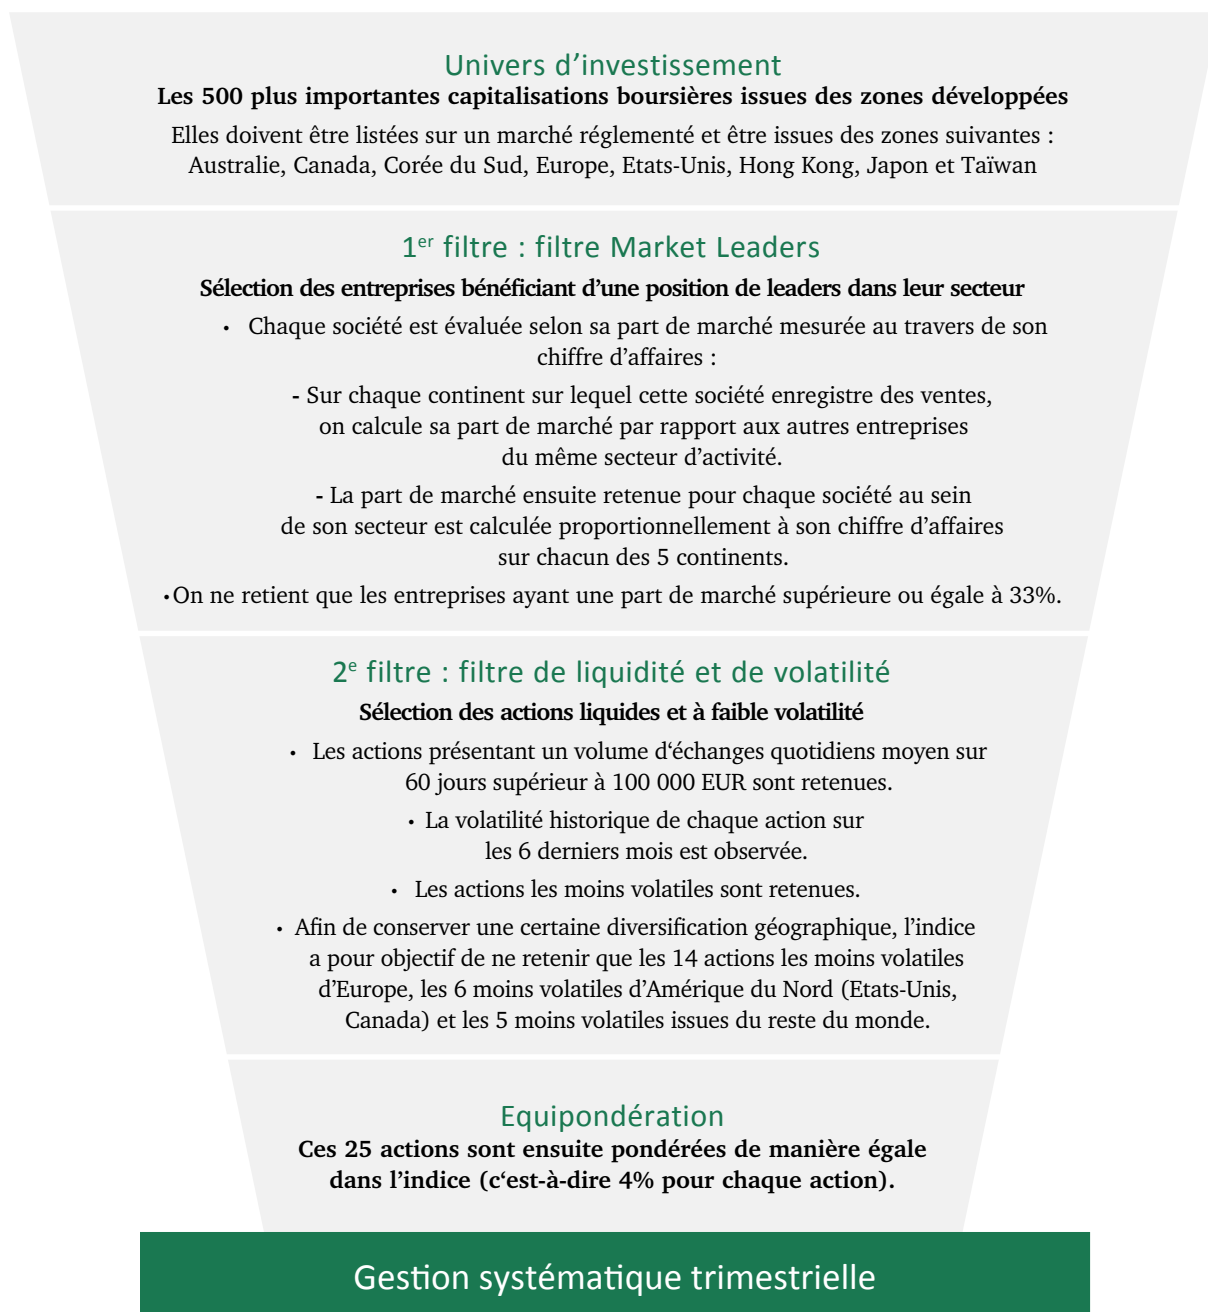 Univers d’investissement
Les 500 plus importantes capitalisations boursières issues des zones développées
Elles doivent être listées sur un marché réglementé et être issues des zones suivantes :
Australie, Canada, Corée du Sud, Europe, Etats-Unis, Hong Kong, Japon et Taïwan
1er filtre : filtre Market Leaders
Sélection des entreprises bénéficiant d’une position de leaders dans leur secteur
• Chaque société est évaluée selon sa part de marché mesurée au travers de son
chiffre d’affaires :
- Sur chaque continent sur lequel cette société enregistre des ventes,
on calcule sa part de marché par rapport aux autres entreprises
du même secteur d’activité.
- La part de marché ensuite retenue pour chaque société au sein
de son secteur est calculée proportionnellement à son chiffre d’affaires
sur chacun des 5 continents.
• On ne retient que les entreprises ayant une part de marché supérieure ou égale à 33%.
2e filtre : filtre de liquidité et de volatilité
Sélection des actions liquides et à faible volatilité
• Les actions présentant un volume d‘échanges quotidiens moyen sur
60 jours supérieur à 100 000 EUR sont retenues.
• La volatilité historique de chaque action sur
les 6 derniers mois est observée.
• Les actions les moins volatiles sont retenues.
• Afin de conserver une certaine diversification géographique, l’indice
a pour objectif de ne retenir que les 14 actions les moins volatiles
d’Europe, les 6 moins volatiles d’Amérique du Nord (Etats-Unis,
Canada) et les 5 moins volatiles issues du reste du monde.
Equipondération
Ces 25 actions sont ensuite pondérées de manière égale
dans l’indice (c‘est-à-dire 4% pour chaque action).
Gestion systématique trimestrielle